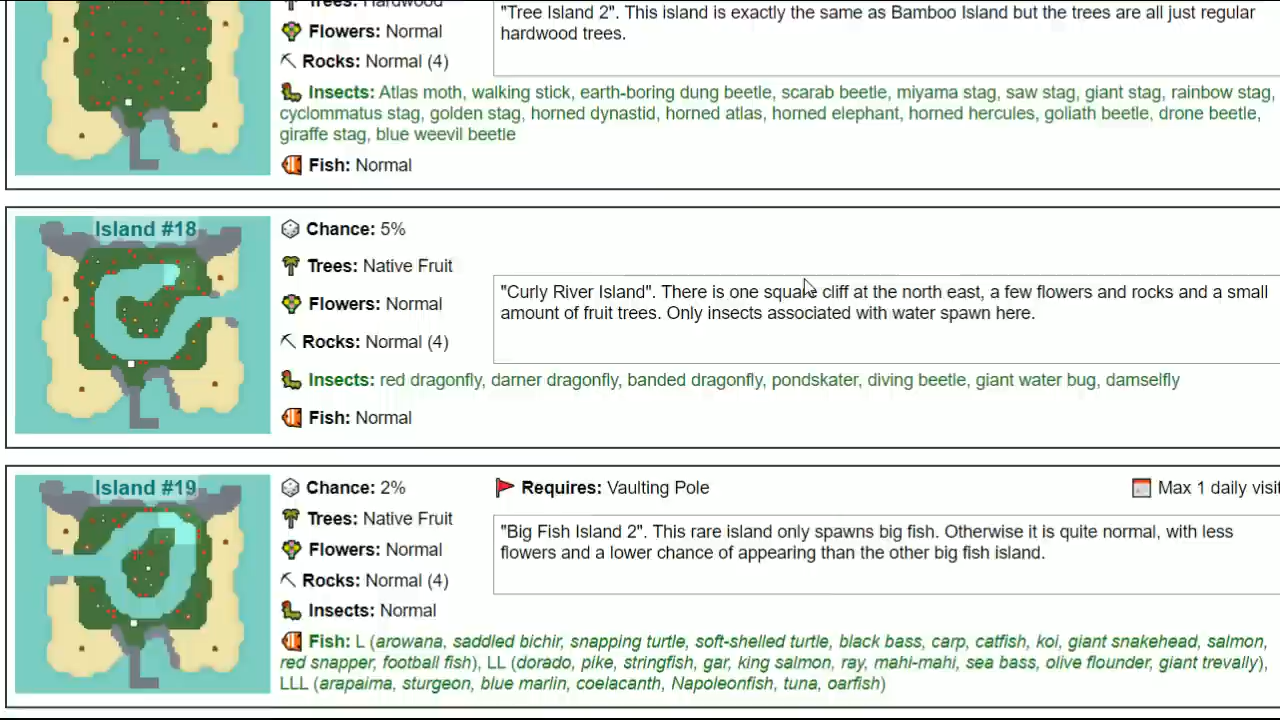 Trees: Hardwood
Flowers: Normal
Rocks: Normal (4)
"Tree Island 2". This island is exactly the same as Bamboo Island but the trees are all just regular
hardwood trees.
Insects: Atlas moth, walking stick, earth-boring dung beetle, scarab beetle, miyama stag, saw stag, giant stag, rainbow stag,
cyclommatus stag, golden stag, horned dynastid, horned atlas, horned elephant, horned hercules, goliath beetle, drone beetle,
giraffe stag, blue weevil beetle
Fish: Normal
Island #18
Chance: 5%
Trees: Native Fruit
Flowers: Normal
Rocks: Normal (4)
"Curly River Island". There is one square cliff at the north east, a few flowers and rocks and a small
amount of fruit trees. Only insects associated with water spawn here.
Insects: red dragonfly, darner dragonfly, banded dragonfly, pondskater, diving beetle, giant water bug, damselfly
Fish: Normal
Island #19
Chance: 2%
Requires: Vaulting Pole
Max 1 daily visit
Trees: Native Fruit
Flowers: Normal
Rocks: Normal (4)
"Big Fish Island 2". This rare island only spawns big fish. Otherwise it is quite normal, with less
flowers and a lower chance of appearing than the other big fish island.
Insects: Normal
Fish: L (arowana, saddled bichir, snapping turtle, soft-shelled turtle, black bass, carp, catfish, koi, giant snakehead, salmon,
red snapper, football fish), LL (dorado, pike, stringfish, gar, king salmon, ray, mahi-mahi, sea bass, olive flounder, giant trevally),
LLL (arapaima, sturgeon, blue marlin, coelacanth, Napoleonfish, tuna, oarfish)